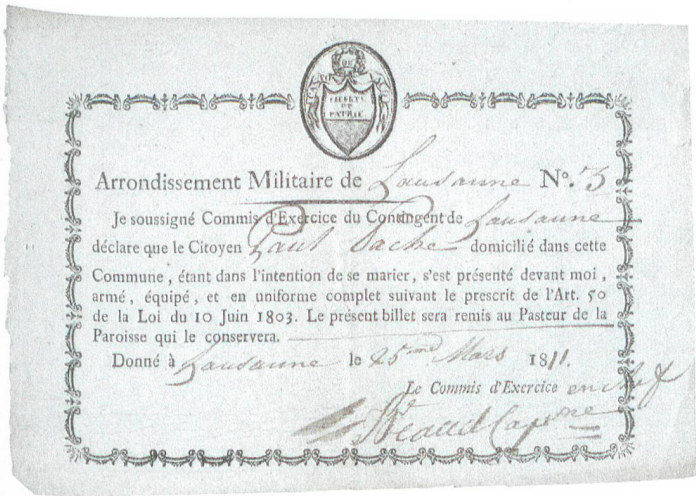 LIBERTÉ
ET
PATRIE
Arrondissement Militaire de Lausanne N.º 3
Je soussigné Commis d'Exercice du Contingent de Lausanne
déclare que le Citoyen Paul Vache domicilié dans cette
Commune, étant dans l'intention de se marier, s'est présenté devant moi,
armé, équipé, et en uniforme complet suivant le prescrit de l'Art. 50
de la Loi du 10 Juin 1803. Le présent billet sera remis au Pasteur de la
Paroisse qui le conservera.
Donné à Lausanne le 25me Mars 1811.
Le Commis d'Exercice en chef